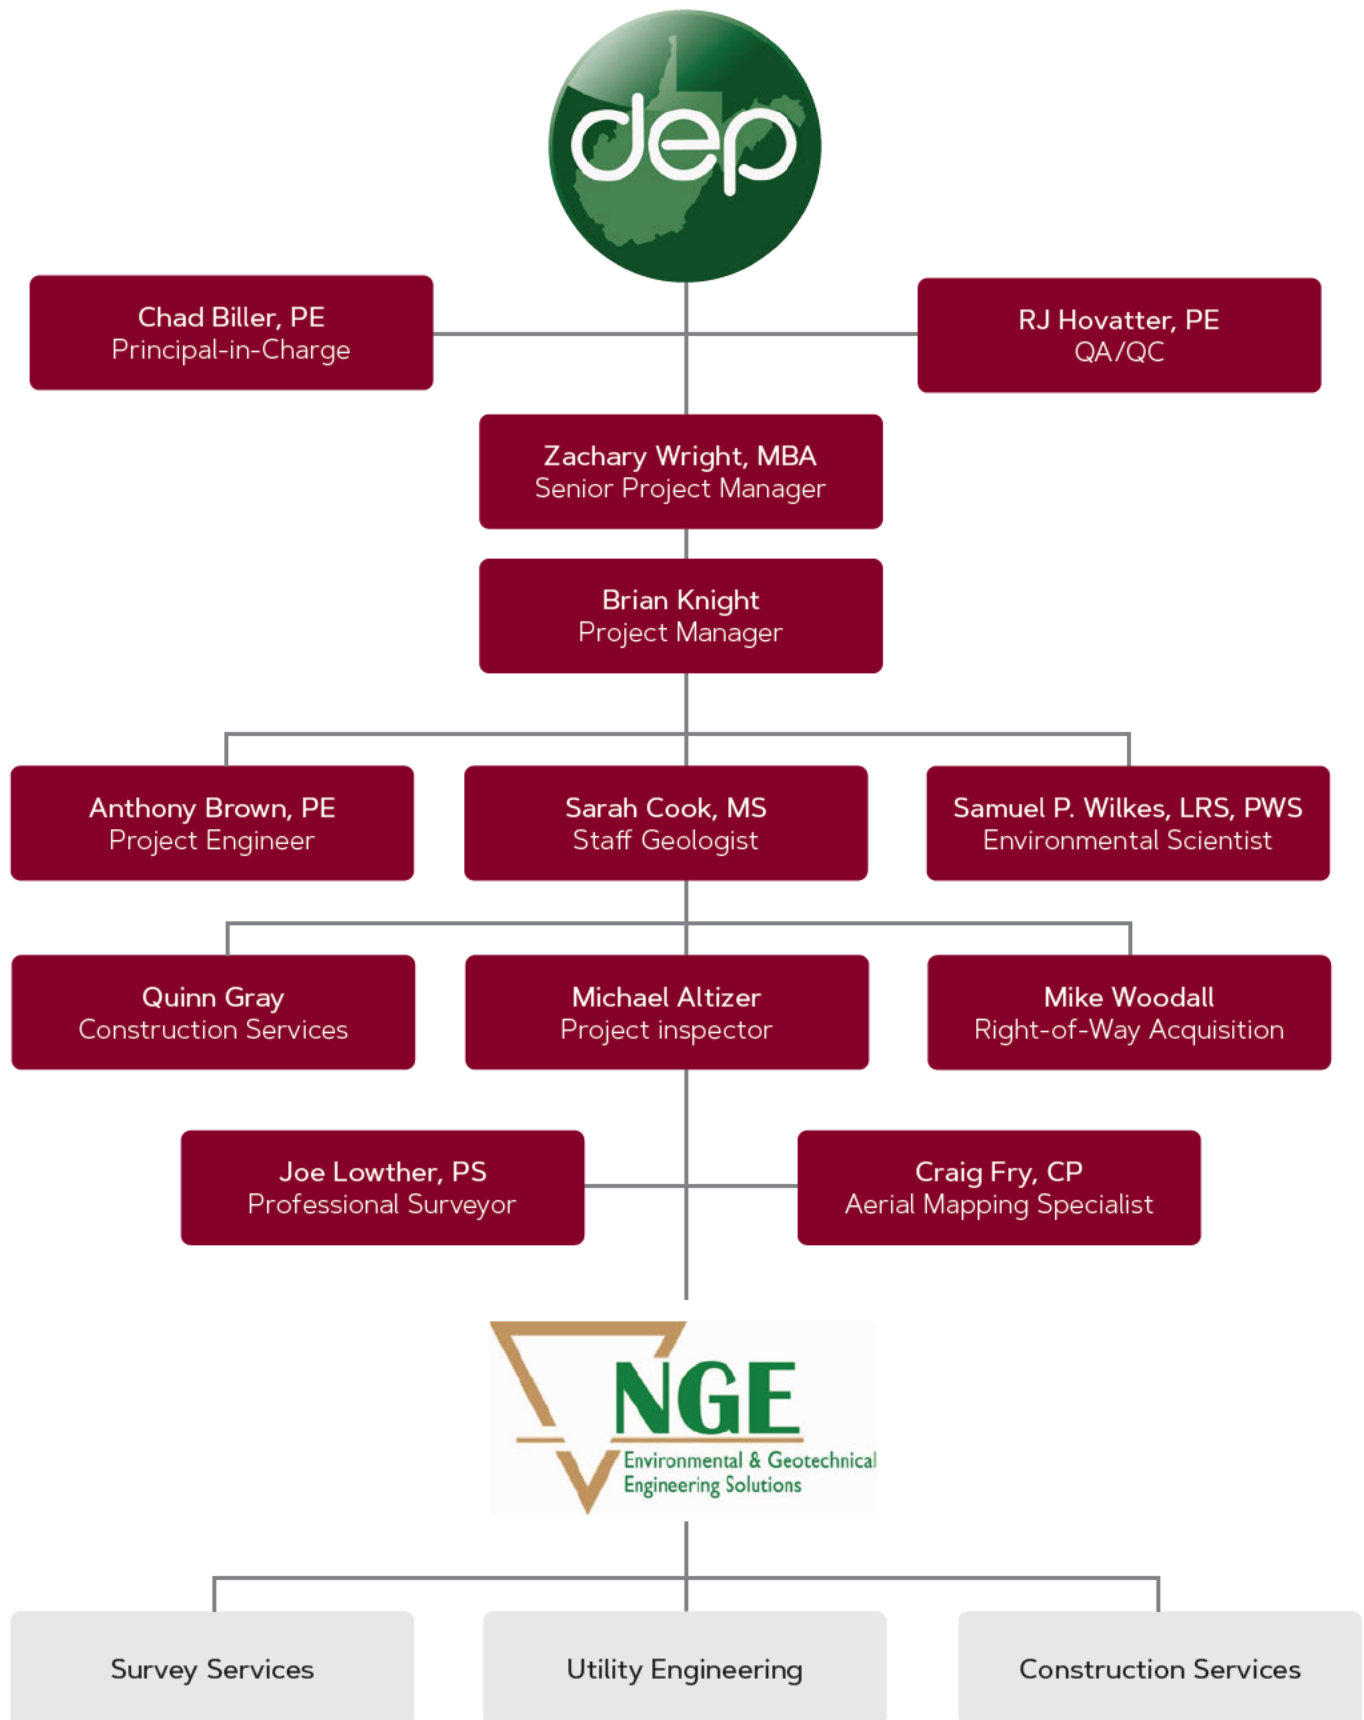 dep
Chad Biller, PE
Principal-in-Charge
RJ Hovatter, PE
QA/QC
Zachary Wright, MBA
Senior Project Manager
Brian Knight
Project Manager
Anthony Brown, PE
Project Engineer
Sarah Cook, MS
Staff Geologist
Samuel P. Wilkes, LRS, PWS
Environmental Scientist
Quinn Gray
Construction Services
Michael Altizer
Project inspector
Mike Woodall
Right-of-Way Acquisition
Joe Lowther, PS
Professional Surveyor
Craig Fry, CP
Aerial Mapping Specialist
NGE
Environmental & Geotechnical
Engineering Solutions
Survey Services
Utility Engineering
Construction Services